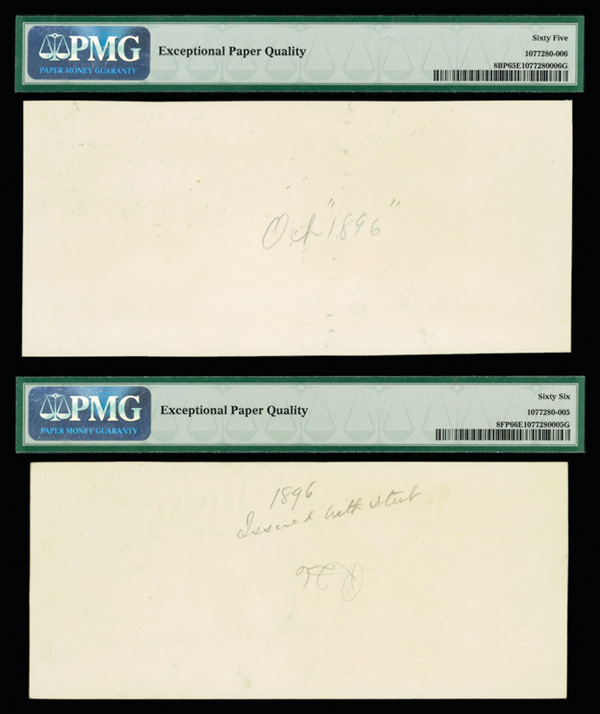 PMG
PAPER MONEY GUARANTY
Exceptional Paper Quality
Sixty Five
1077280-006
8BP65E1077280006G
"1896"
PMG
PAPER MONEY GUARANTY
Exceptional Paper Quality
Sixty Six
1077280-005
8FP66E1077280005G
1896
Issued with stub